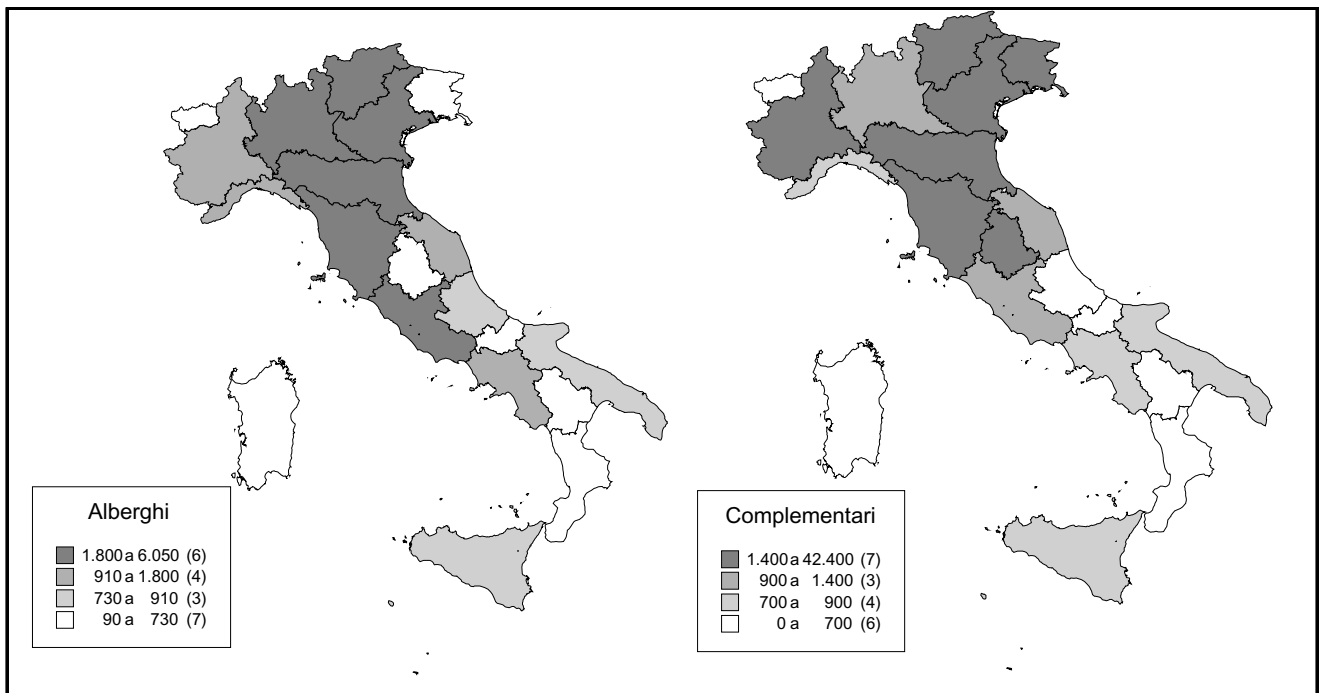 Alberghi
1.800 a 6.050 (6)
910 a 1.800 (4)
730 a 910 (3)
90 a 730 (7)
Complementari
1.400 a 42.400 (7)
900 a 1.400 (3)
700 a 900 (4)
0 a 700 (6)